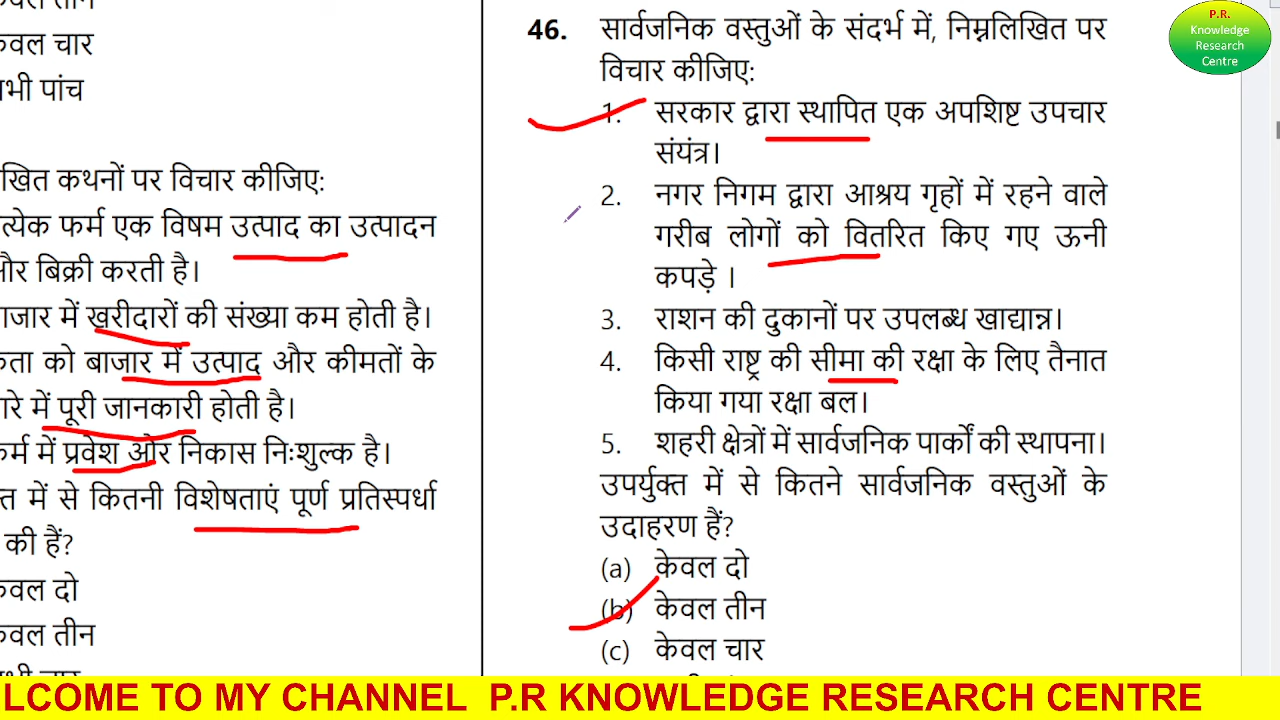 केवल चार
सभी पांच
खित कथनों पर विचार कीजिए:
त्येक फर्म एक विषम उत्पाद का उत्पादन
और बिक्री करती है।
ाजार में खरीदारों की संख्या कम होती है।
कता को बाजार में उत्पाद और कीमतों के
ारे में पूरी जानकारी होती है।
फर्म में प्रवेश और निकास निःशुल्क है।
क्त में से कितनी विशेषताएं पूर्ण प्रतिस्पर्धा
की हैं?
केवल दो
केवल तीन
46. सार्वजनिक वस्तुओं के संदर्भ में, निम्नलिखित पर
विचार कीजिए:
1. सरकार द्वारा स्थापित एक अपशिष्ट उपचार
संयंत्र।
2. नगर निगम द्वारा आश्रय गृहों में रहने वाले
गरीब लोगों को वितरित किए गए ऊनी
कपड़े ।
3. राशन की दुकानों पर उपलब्ध खाद्यान्न।
4. किसी राष्ट्र की सीमा की रक्षा के लिए तैनात
किया गया रक्षा बल।
5. शहरी क्षेत्रों में सार्वजनिक पार्कों की स्थापना।
उपर्युक्त में से कितने सार्वजनिक वस्तुओं के
उदाहरण हैं?
(a) केवल दो
(b) केवल तीन
(c) केवल चार
P.R.
Knowledge
Research
Centre
LCOME TO MY CHANNEL P.R KNOWLEDGE RESEARCH CENTRE